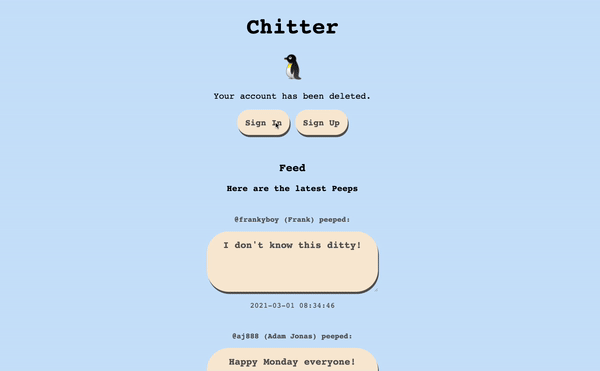 Chitter
Your account has been deleted.
Sign In Sign Up
Feed
Here are the latest Peeps
@frankyboy (Frank) peeped:
I don't know this ditty!
2021-03-01 08:34:46
@aj888 (Adam Jonas) peeped:
Happy Monday everyone!